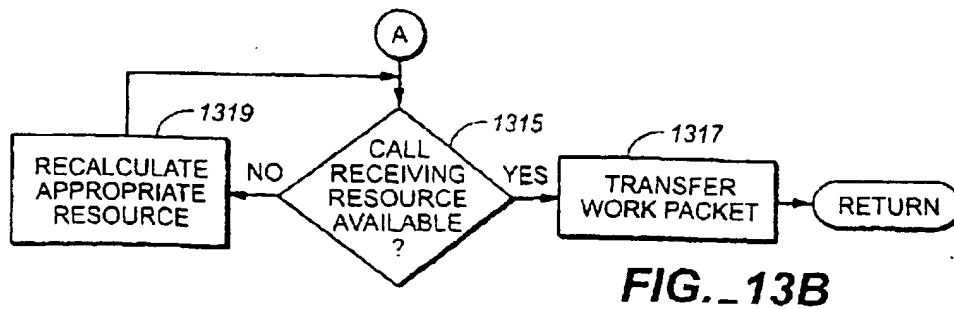 A
1319
RECALCULATE
APPROPRIATE
RESOURCE
NO
1315
CALL
RECEIVING
RESOURCE
AVAILABLE
?
YES
1317
TRANSFER
WORK PACKET
RETURN
FIG._13B